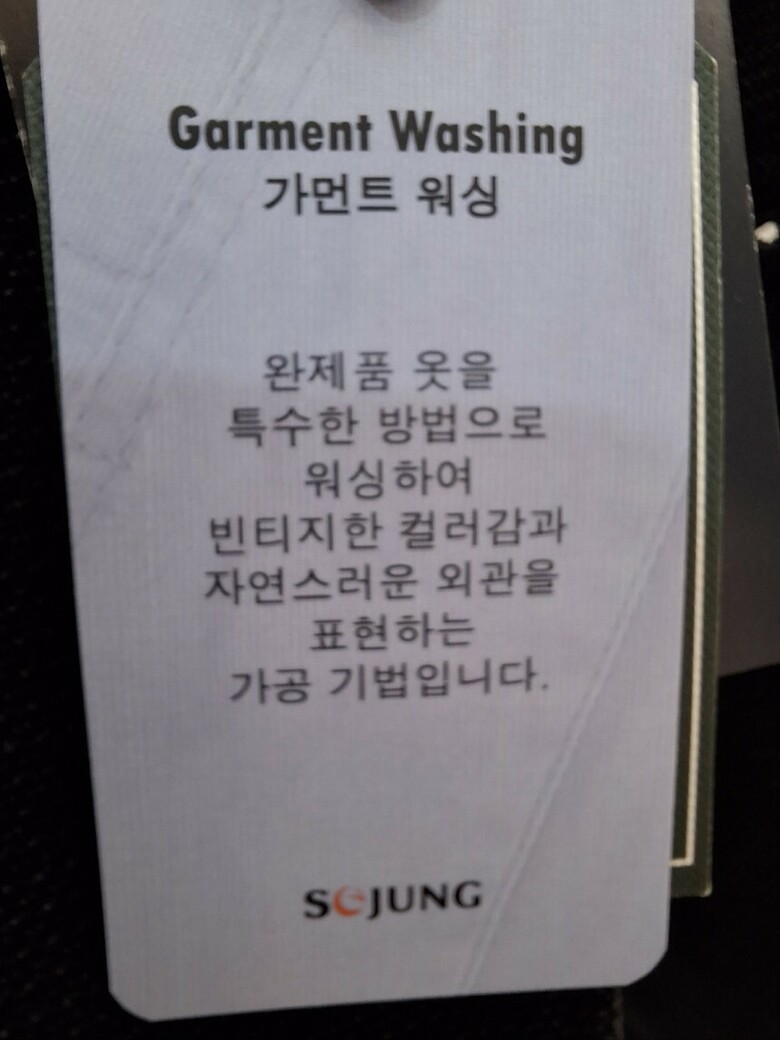 Garment Washing
가먼트 워싱
완제품 옷을
특수한 방법으로
워싱하여
빈티지한 컬러감과
자연스러운 외관을
표현하는
가공 기법입니다.
SeJUNG